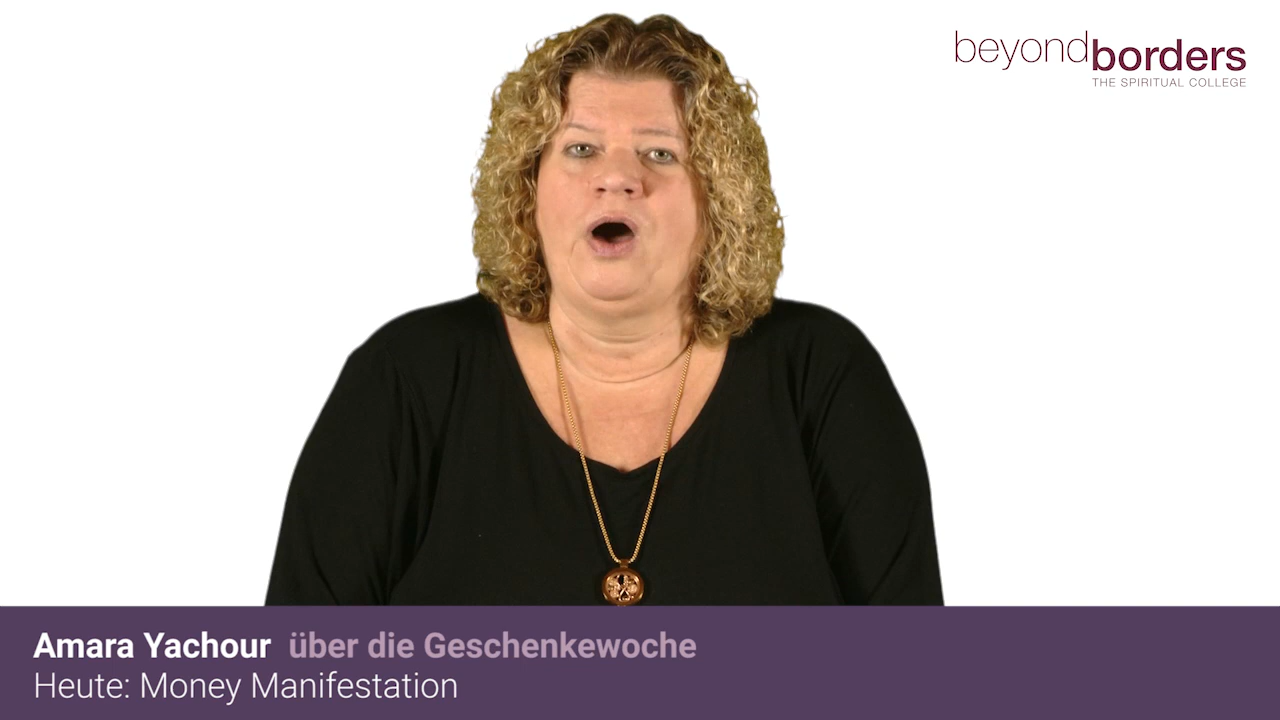 beyondborders
THE SPIRITUAL COLLEGE
Amara Yachour über die Geschenkewoche
Heute: Money Manifestation